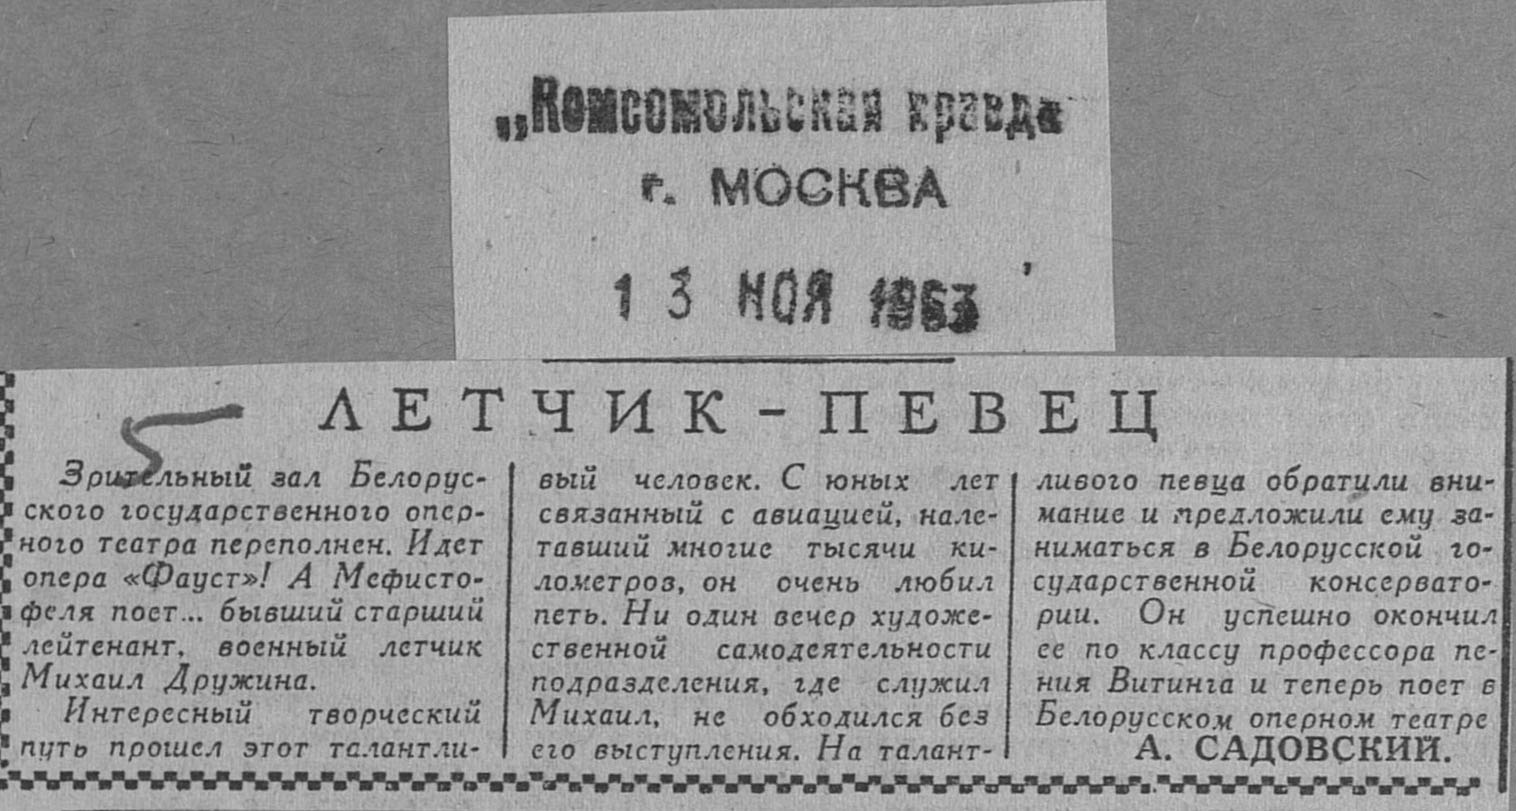 „Комсомольская правда
г. МОСКВА
13 НОЯ 1963
ЛЕТЧИК-ПЕВЕЦ
Зрительный зал Белорус-
ского государственного опер-
ного театра переполнен. Идет
опера «Фауст»! А Мефисто-
феля поет... бывший старший
лейтенант, военный летчик
Михаил Дружина.
Интересный творческий
путь прошел этот талантли-
вый человек. С юных лет
связанный с авиацией, нале-
тавший многие тысячи ки-
лометров, он очень любил
петь. Ни один вечер художе-
ственной самодеятельности
подразделения, где служил
Михаил, не обходился без
его выступления. На талант-
ливого певца обратили вни-
мание и предложили ему за-
ниматься в Белорусской го-
сударственной консервато-
рии. Он успешно окончил
ее по классу профессора пе-
ния Витинга и теперь поет в
Белорусском оперном театре
А. САДОВСКИЙ.